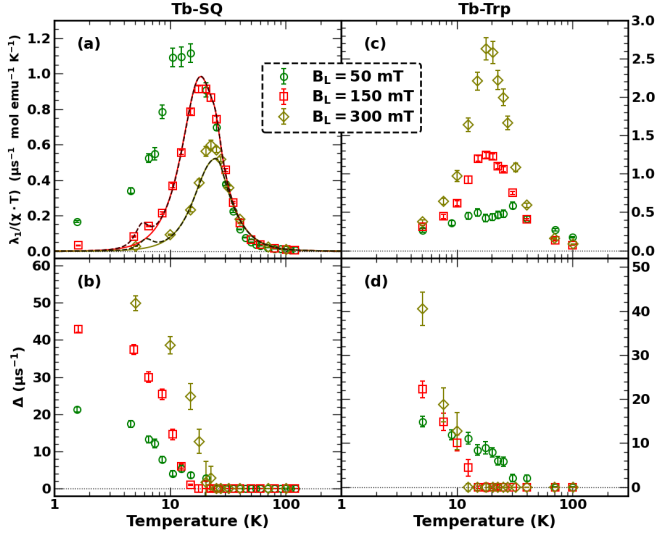 Tb-SQ
Tb-Trp
(a)
(c)
B_L = 50 mT
B_L = 150 mT
B_L = 300 mT
λ₁/(χ·T) (μs⁻¹ mol emu⁻¹ K⁻¹)
1.2
1.0
0.8
0.6
0.4
0.2
0.0
3.0
2.5
2.0
1.5
1.0
0.5
0.0
(b)
(d)
Δ (μs⁻¹)
60
50
40
30
20
10
0
50
40
30
20
10
0
1 10 100
1 10 100
Temperature (K)
Temperature (K)